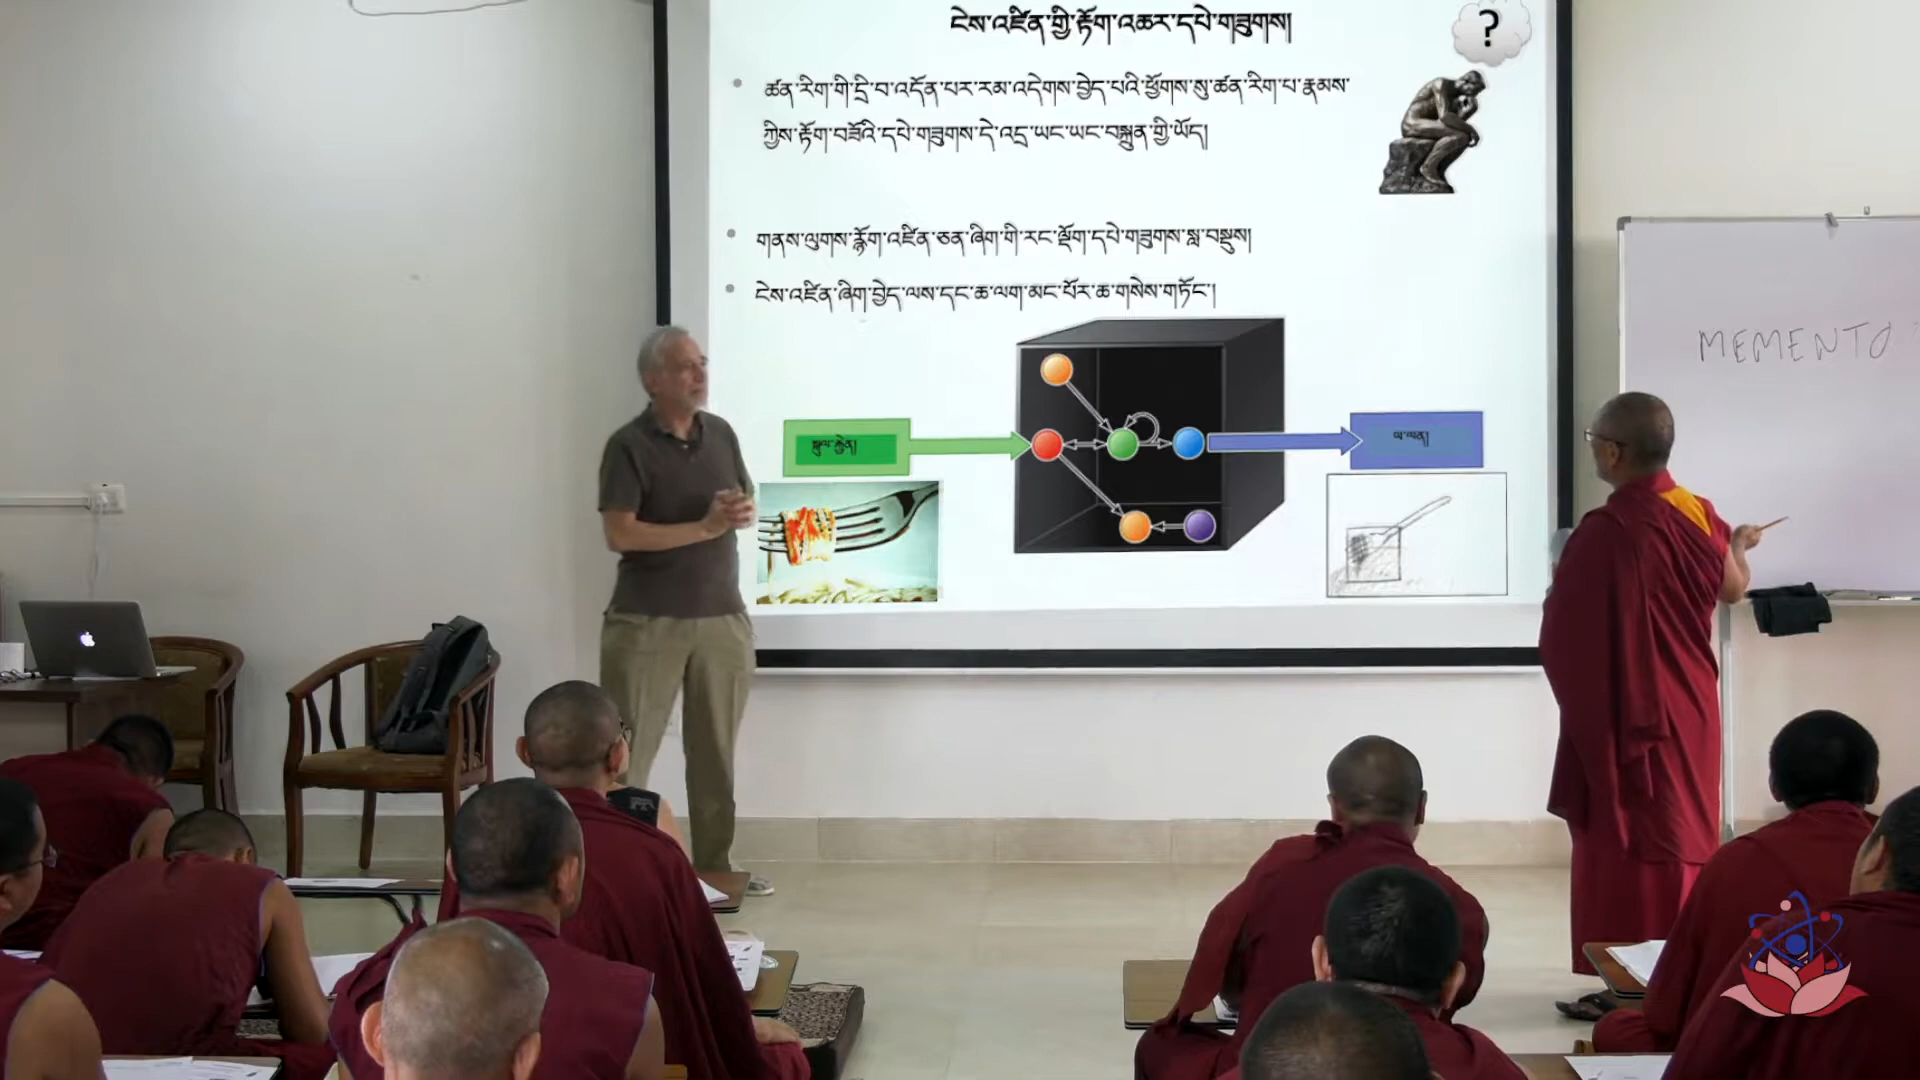 ངེས་འཛིན་གྱི་རྟོག་འཆར་དཔེ་གཟུགས།
?
ཚན་རིག་གི་དྲི་བ་འདོན་པར་རམ་འདེགས་བྱེད་པའི་ཕྱོགས་སུ་ཚན་རིག་པ་རྣམས་
ཀྱིས་རྟོག་བཟོའི་དཔེ་གཟུགས་དེ་འདྲ་ཡང་ཡང་བསྐྲུན་གྱི་ཡོད།
གནས་ལུགས་རྙོག་འཛིན་ཅན་ཞིག་གི་རང་ལྡོག་དཔེ་གཟུགས་སླ་བསྡུས།
ངེས་འཛིན་ཞིག་བྱེད་ལས་དང་ཆ་ལག་མང་པོར་ཆ་གསེས་གཏོང་།
སྐུལ་རྐྱེན།
ཡ་ལན།
MEMENTO